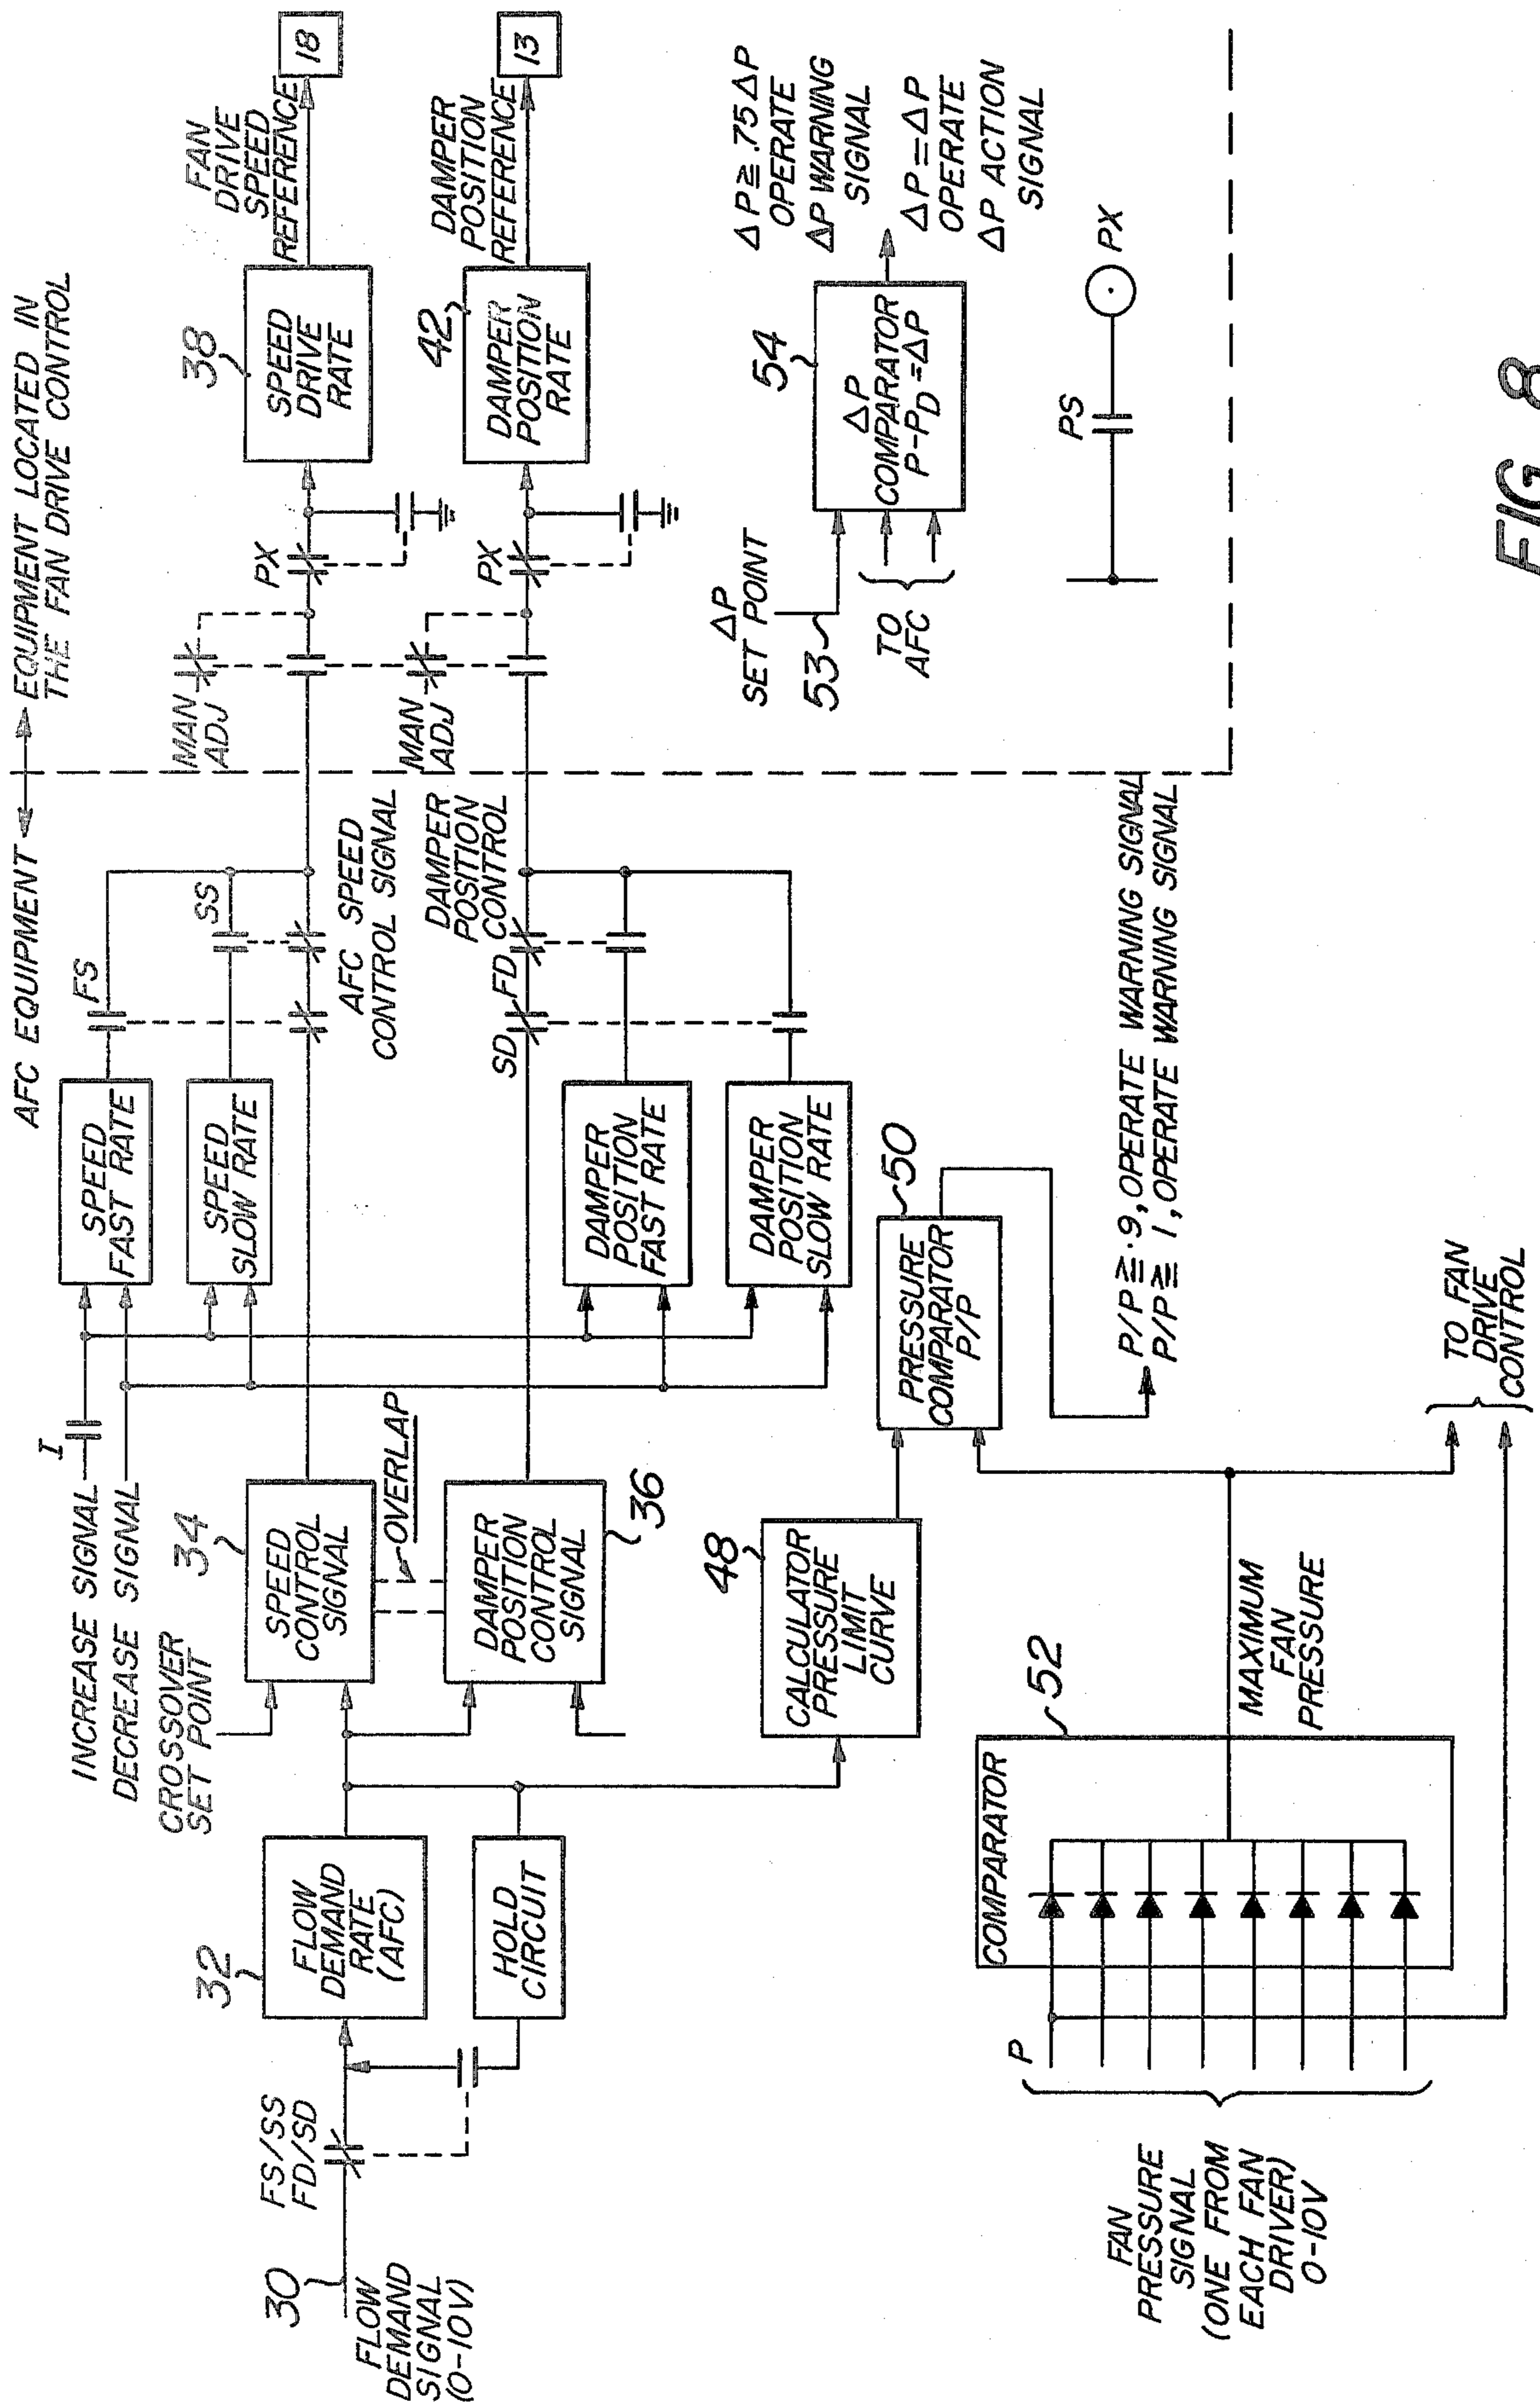 AFC EQUIPMENT
EQUIPMENT LOCATED IN
THE FAN DRIVE CONTROL
I
INCREASE SIGNAL
DECREASE SIGNAL
CROSSOVER
SET POINT
30
FLOW
DEMAND
SIGNAL
(0-10V)
FS/SS
FD/SD
32
FLOW
DEMAND
RATE
(AFC)
HOLD
CIRCUIT
34
SPEED
CONTROL
SIGNAL
OVERLAP
DAMPER
POSITION
CONTROL
SIGNAL
36
SPEED
FAST RATE
SPEED
SLOW RATE
FS
SS
AFC SPEED
CONTROL SIGNAL
DAMPER
POSITION
CONTROL
SD
FD
DAMPER
POSITION
FAST RATE
DAMPER
POSITION
SLOW RATE
MAN
ADJ
MAN
ADJ
PX
PX
38
SPEED
DRIVE
RATE
42
DAMPER
POSITION
RATE
FAN
DRIVE
SPEED
REFERENCE
18
DAMPER
POSITION
REFERENCE
13
48
CALCULATOR
PRESSURE
LIMIT
CURVE
50
PRESSURE
COMPARATOR
P/P
P/P ≧ .9, OPERATE WARNING SIGNAL
P/P ≧ 1, OPERATE WARNING SIGNAL
ΔP
SET POINT
53
TO
AFC
54
ΔP
COMPARATOR
P-PD=ΔP
ΔP ≧ .75 ΔP
OPERATE
ΔP WARNING
SIGNAL
ΔP=ΔP
OPERATE
ΔP ACTION
SIGNAL
PS
PX
FAN
PRESSURE
SIGNAL
(ONE FROM
EACH FAN
DRIVER)
0-10V
P
COMPARATOR
52
MAXIMUM
FAN
PRESSURE
TO FAN
DRIVE
CONTROL
FIG. 8